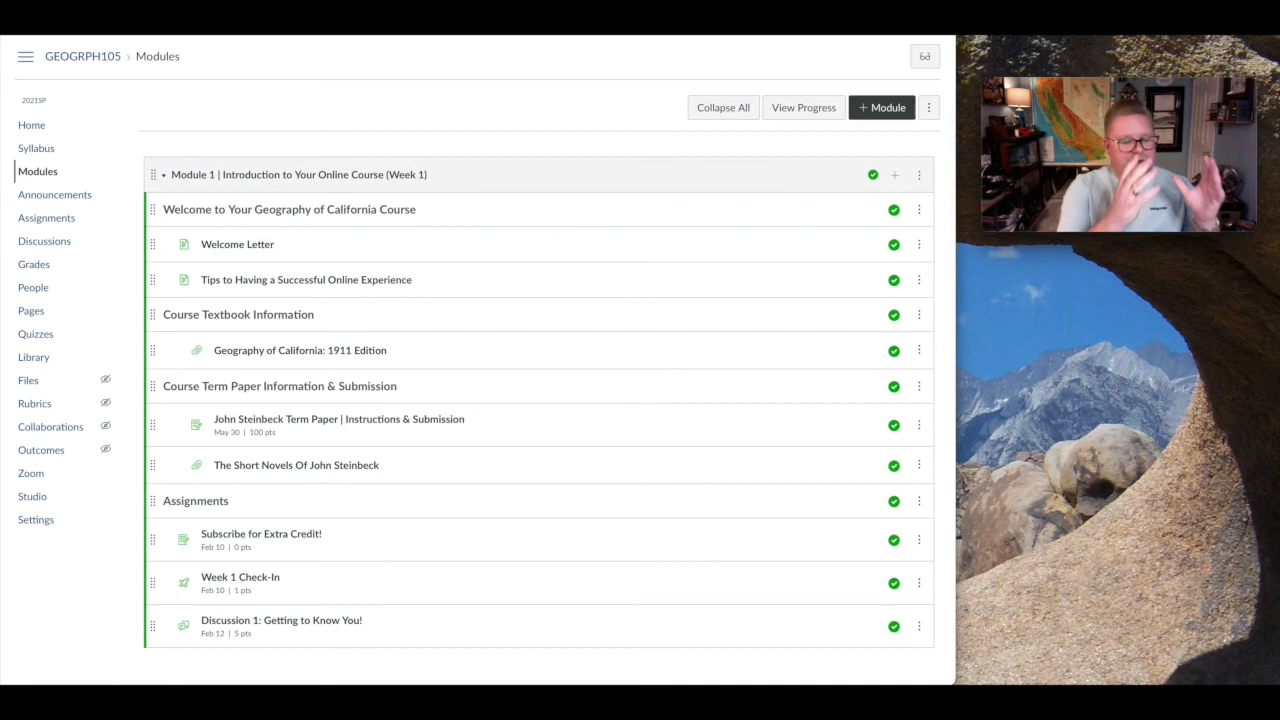 GEOGRPH105 › Modules
2021SP
Home
Syllabus
Modules
Announcements
Assignments
Discussions
Grades
People
Pages
Quizzes
Library
Files
Rubrics
Collaborations
Outcomes
Zoom
Studio
Settings
Collapse All
View Progress
+ Module
Module 1 | Introduction to Your Online Course (Week 1)
Welcome to Your Geography of California Course
Welcome Letter
Tips to Having a Successful Online Experience
Course Textbook Information
Geography of California: 1911 Edition
Course Term Paper Information & Submission
John Steinbeck Term Paper | Instructions & Submission
May 30 | 100 pts
The Short Novels Of John Steinbeck
Assignments
Subscribe for Extra Credit!
Feb 10 | 0 pts
Week 1 Check-In
Feb 10 | 1 pts
Discussion 1: Getting to Know You!
Feb 12 | 5 pts